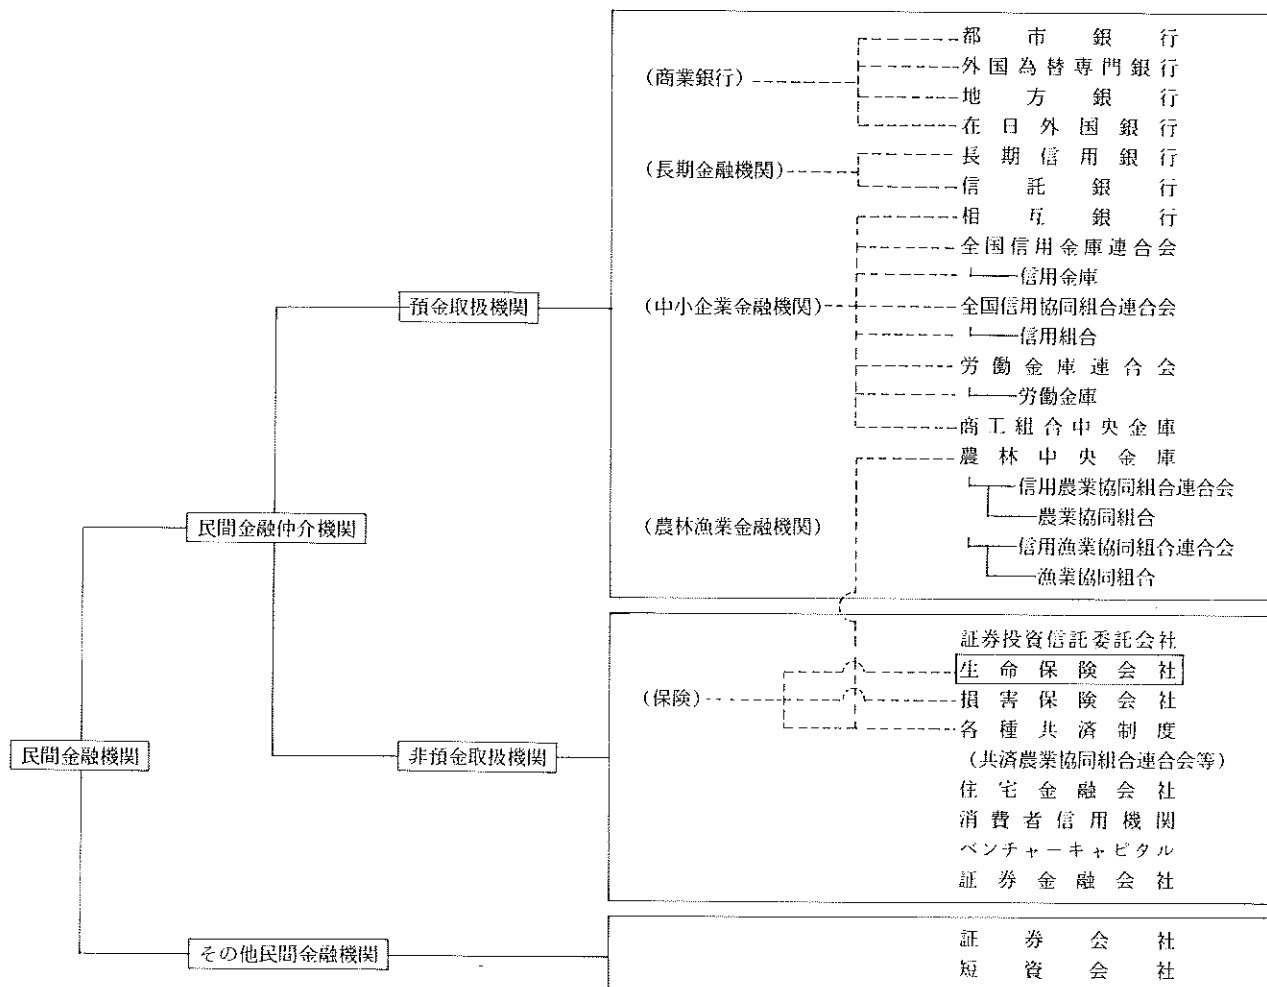 都市銀行
(商業銀行)
外国為替専門銀行
地方銀行
在日外国銀行
長期信用銀行
(長期金融機関)
信託銀行
相互銀行
全国信用金庫連合会
信用金庫
預金取扱機関
(中小企業金融機関)
全国信用協同組合連合会
信用組合
労働金庫連合会
労働金庫
商工組合中央金庫
農林中央金庫
信用農業協同組合連合会
農業協同組合
民間金融仲介機関
(農林漁業金融機関)
信用漁業協同組合連合会
漁業協同組合
証券投資信託委託会社
生命保険会社
(保険)
損害保険会社
各種共済制度
民間金融機関
非預金取扱機関
(共済農業協同組合連合会等)
住宅金融会社
消費者信用機関
ベンチャーキャピタル
証券金融会社
その他民間金融機関
証券会社
短資会社